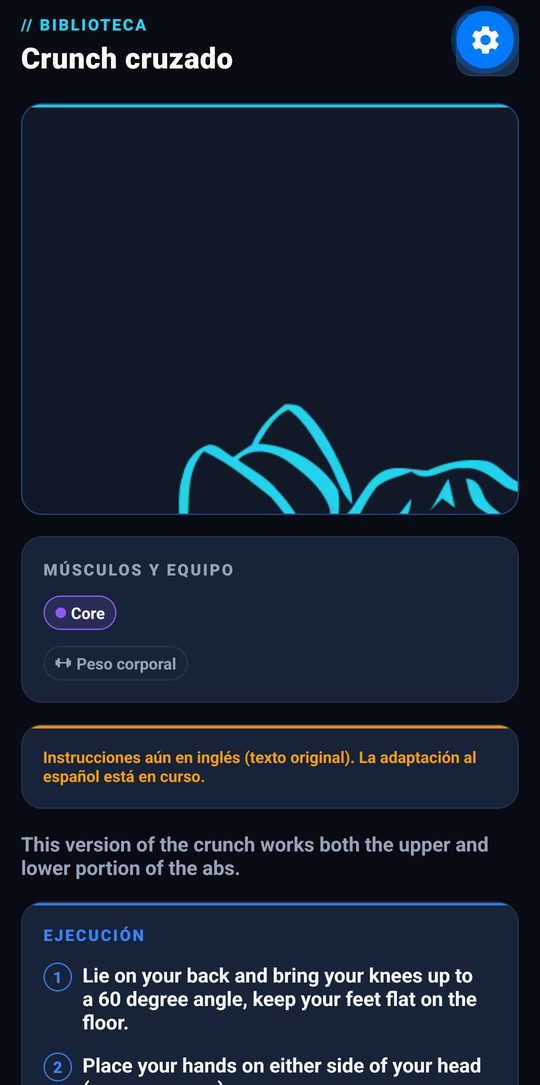 // BIBLIOTECA
Crunch cruzado
MÚSCULOS Y EQUIPO
Core
Peso corporal
Instrucciones aún en inglés (texto original). La adaptación al
español está en curso.
This version of the crunch works both the upper and
lower portion of the abs.
EJECUCIÓN
1 Lie on your back and bring your knees up to
a 60 degree angle, keep your feet flat on the
floor.
2 Place your hands on either side of your head